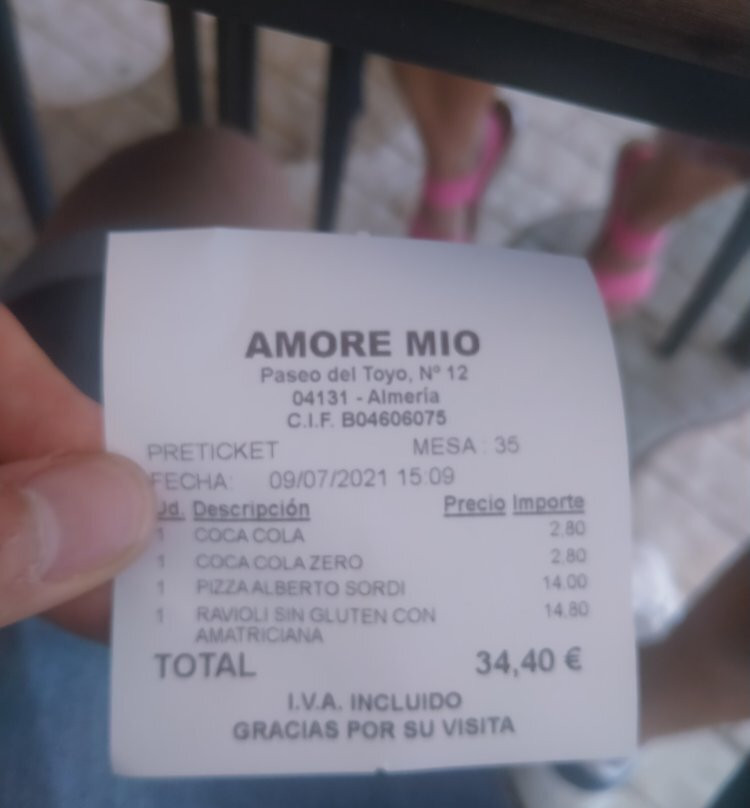 AMORE MIO
Paseo del Toyo, Nº 12
04131 - Almería
C.I.F. B04606075
PRETICKET MESA : 35
FECHA: 09/07/2021 15:09
Ud. Descripción Precio Importe
1 COCA COLA 2,80
1 COCA COLA ZERO 2,80
1 PIZZA ALBERTO SORDI 14.00
1 RAVIOLI SIN GLUTEN CON 14.80
AMATRICIANA
TOTAL 34,40 €
I.V.A. INCLUIDO
GRACIAS POR SU VISITA